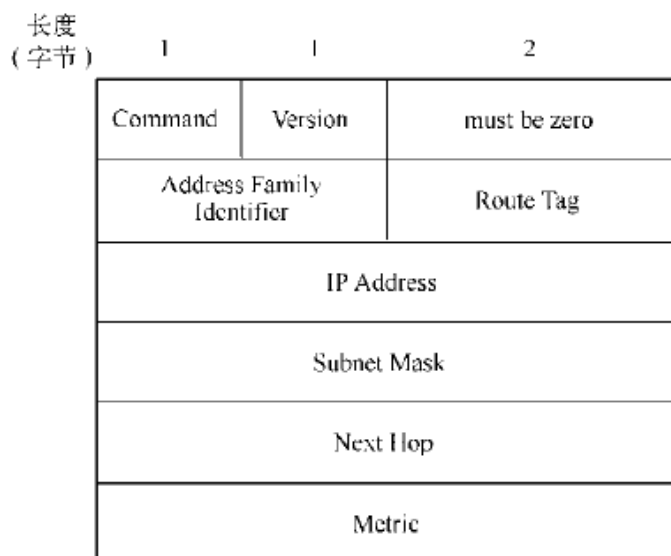 长度
(字节) 1 1 2
Command Version must be zero
Address Family
Identifier
Route Tag
IP Address
Subnet Mask
Next Hop
Metric